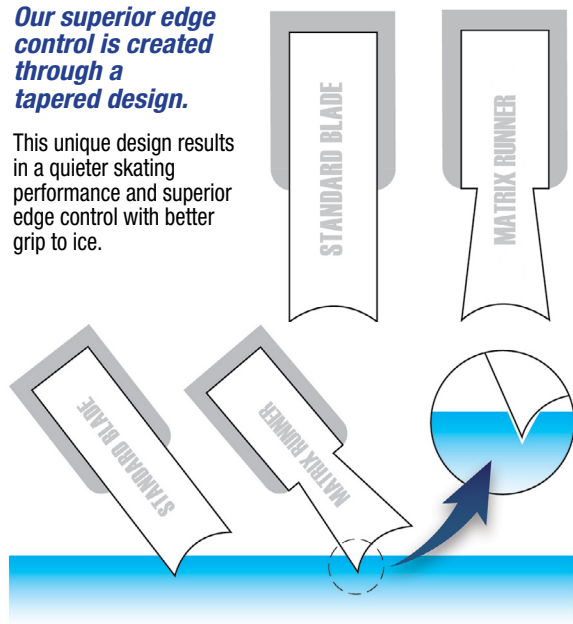 Our superior edge
control is created
through a
tapered design.
This unique design results
in a quieter skating
performance and superior
edge control with better
grip to ice.
STANDARD BLADE
MATRIX RUNNER
STANDARD BLADE
MATRIX RUNNER